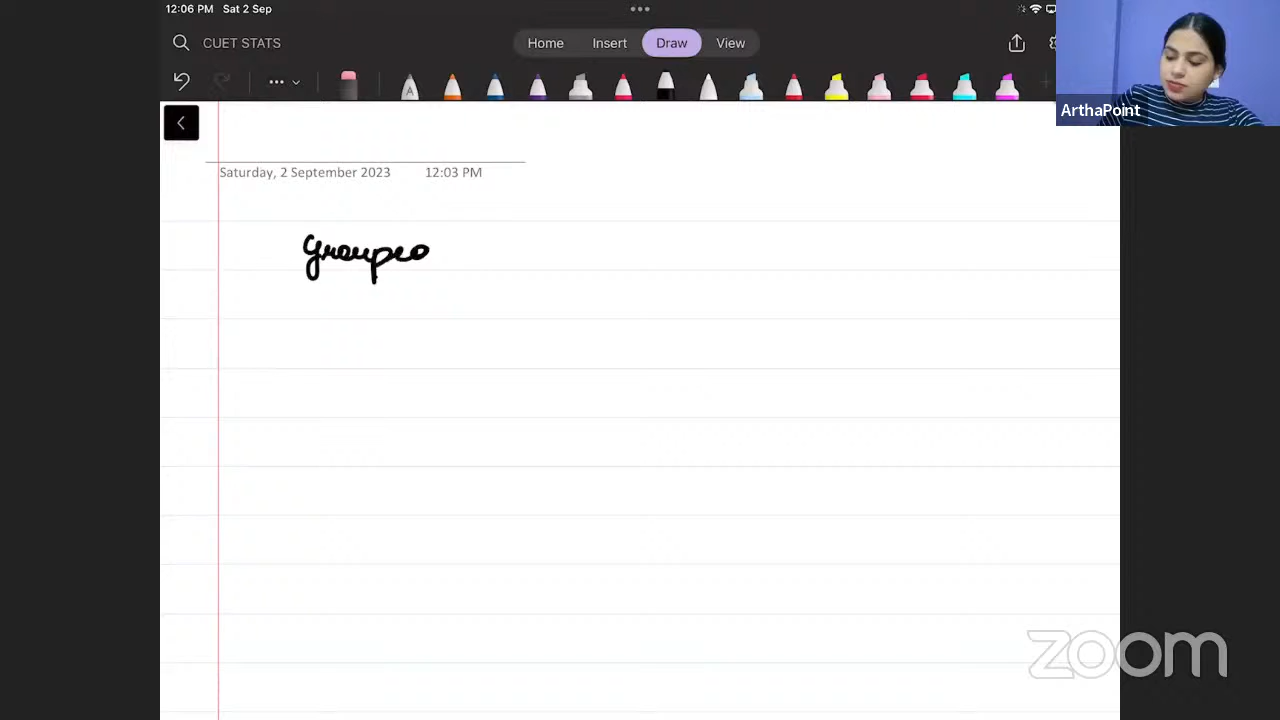 12:06 PM Sat 2 Sep
CUET STATS
Home Insert Draw View
A
ArthaPoint
Saturday, 2 September 2023 12:03 PM
zoom